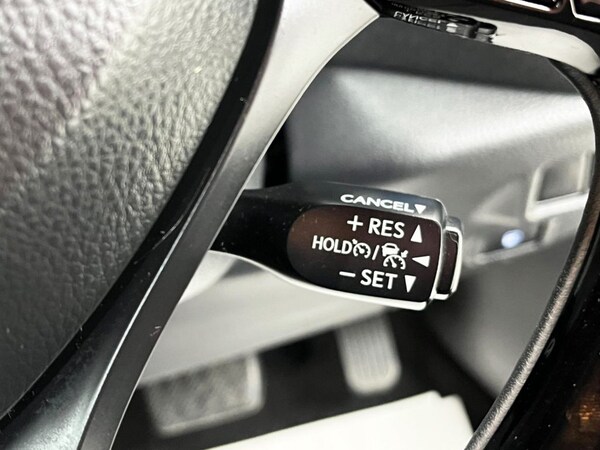 CANCEL▼
+ RES ▲
HOLD / ◄
− SET ▼